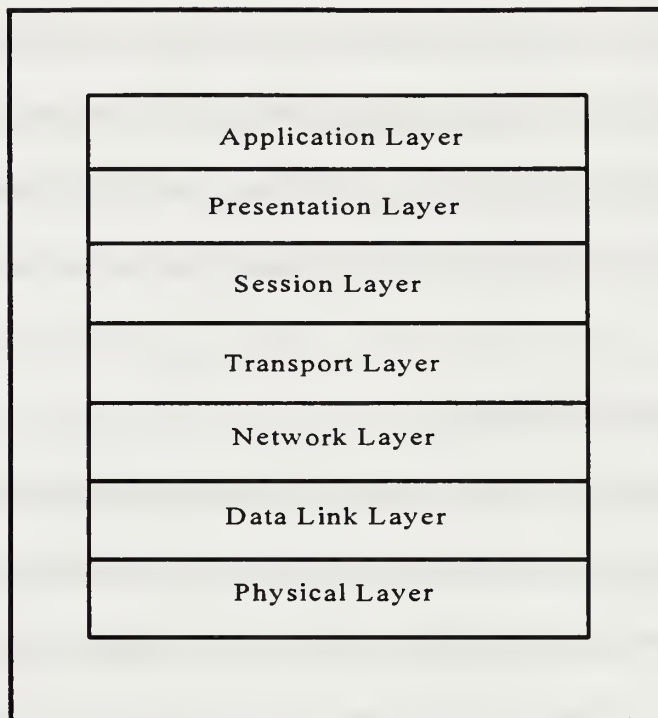 Application Layer
Presentation Layer
Session Layer
Transport Layer
Network Layer
Data Link Layer
Physical Layer